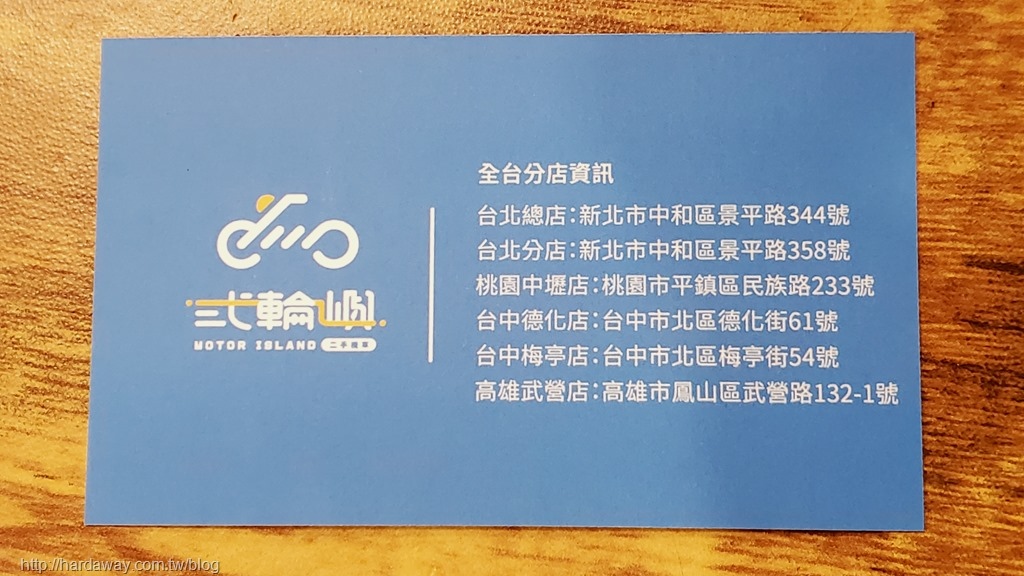 弍輪嶼
MOTOR ISLAND 二手機車
全台分店資訊
台北總店：新北市中和區景平路344號
台北分店：新北市中和區景平路358號
桃園中壢店：桃園市平鎮區民族路233號
台中德化店：台中市北區德化街61號
台中梅亭店：台中市北區梅亭街54號
高雄武營店：高雄市鳳山區武營路132-1號
http://hardaway.com.tw/blog